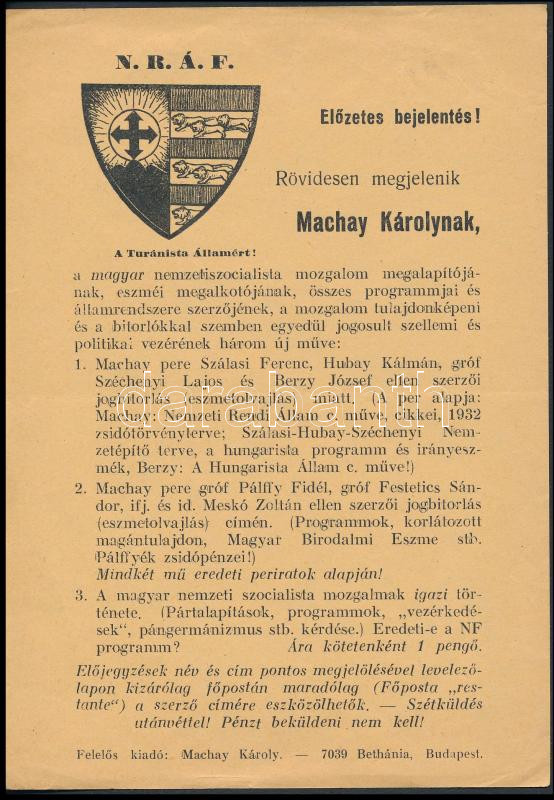 N. R. Á. F.
Előzetes bejelentés!
Rövidesen megjelenik
Machay Károlynak,
A Turánista Államért!
a magyar nemzetiszocialista mozgalom megalapítójá-
nak, eszméi megalkotójának, összes programmjai és
államrendszere szerzőjének, a mozgalom tulajdonképeni
és a bitorlókkal szemben egyedül jogosult szellemi és
politikai vezérének három új műve:
1. Machay pere Szálasi Ferenc, Hubay Kálmán, gróf
Széchenyi Lajos és Berzy József ellen szerzői
jogbitorlás (eszmetolvajlás) miatt, (A per alapja:
Machay: Nemzeti Rendi Állam c. műve, cikkei, 1932
zsidótörvényterve; Szálasi-Hubay-Széchenyi Nem-
zetépítő terve, a hungarista programm és irányesz-
mék, Berzy: A Hungarista Állam c. műve!)
2. Machay pere gróf Pálffy Fidél, gróf Festetics Sán-
dor, ifj. és id. Meskó Zoltán ellen szerzői jogbitorlás
(eszmetolvajlás) címén. (Programmok, korlátozott
magántulajdon, Magyar Birodalmi Eszme stb.
(Pálffyék zsidópénzei!)
Mindkét mű eredeti periratok alapján!
3. A magyar nemzeti szocialista mozgalmak igazi tör-
ténete. (Pártalapítások, programmok, „vezérkedé-
sek“, pángermánizmus stb. kérdése.) Eredeti-e a NF
programm? Ára kötetenként 1 pengő.
Előjegyzések név és cím pontos megjelölésével levelező-
lapon kizárólag főpostán maradólag (Főposta „res-
tante“) a szerző címére eszközölhetők. — Szétküldés
utánvéttel! Pénzt beküldeni nem kell!
Felelős kiadó: Machay Károly. — 7039 Bethánia, Budapest.
darabanth